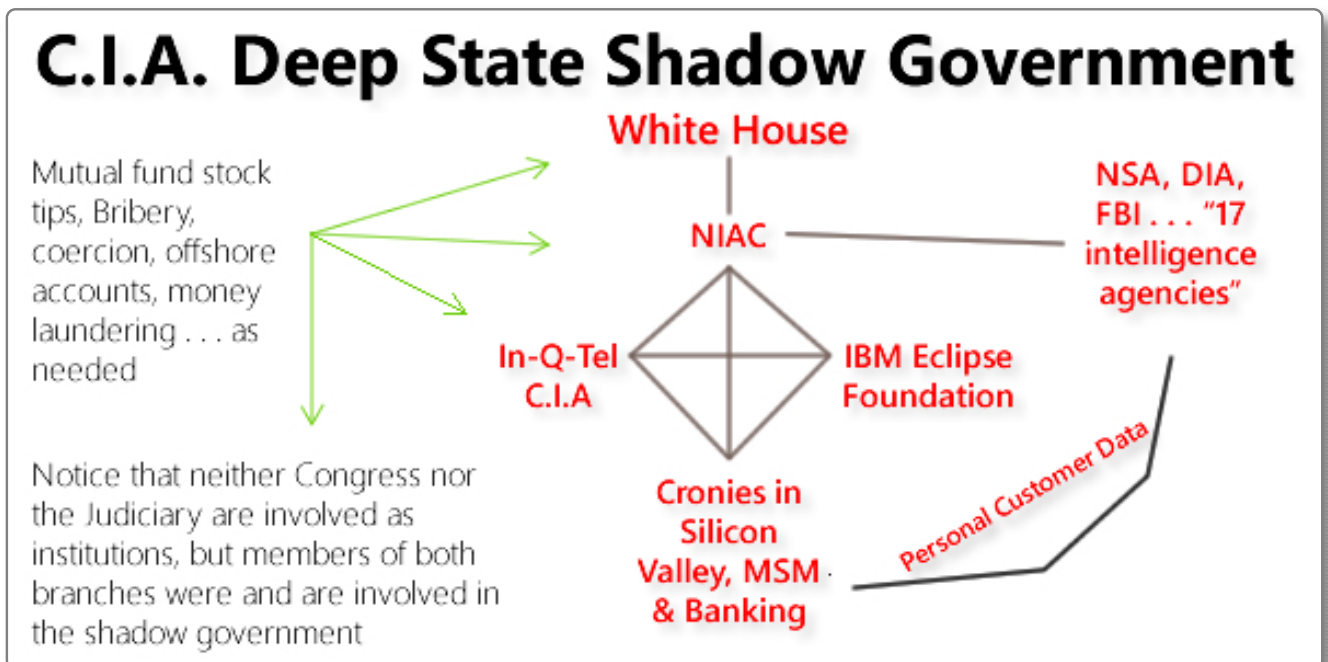 C.I.A. Deep State Shadow Government
White House
Mutual fund stock
tips, Bribery,
coercion, offshore
accounts, money
laundering . . . as
needed
NIAC
NSA, DIA,
FBI . . . "17
intelligence
agencies"
In-Q-Tel
C.I.A
IBM Eclipse
Foundation
Personal Customer Data
Cronies in
Silicon
Valley, MSM
& Banking
Notice that neither Congress nor
the Judiciary are involved as
institutions, but members of both
branches were and are involved in
the shadow government